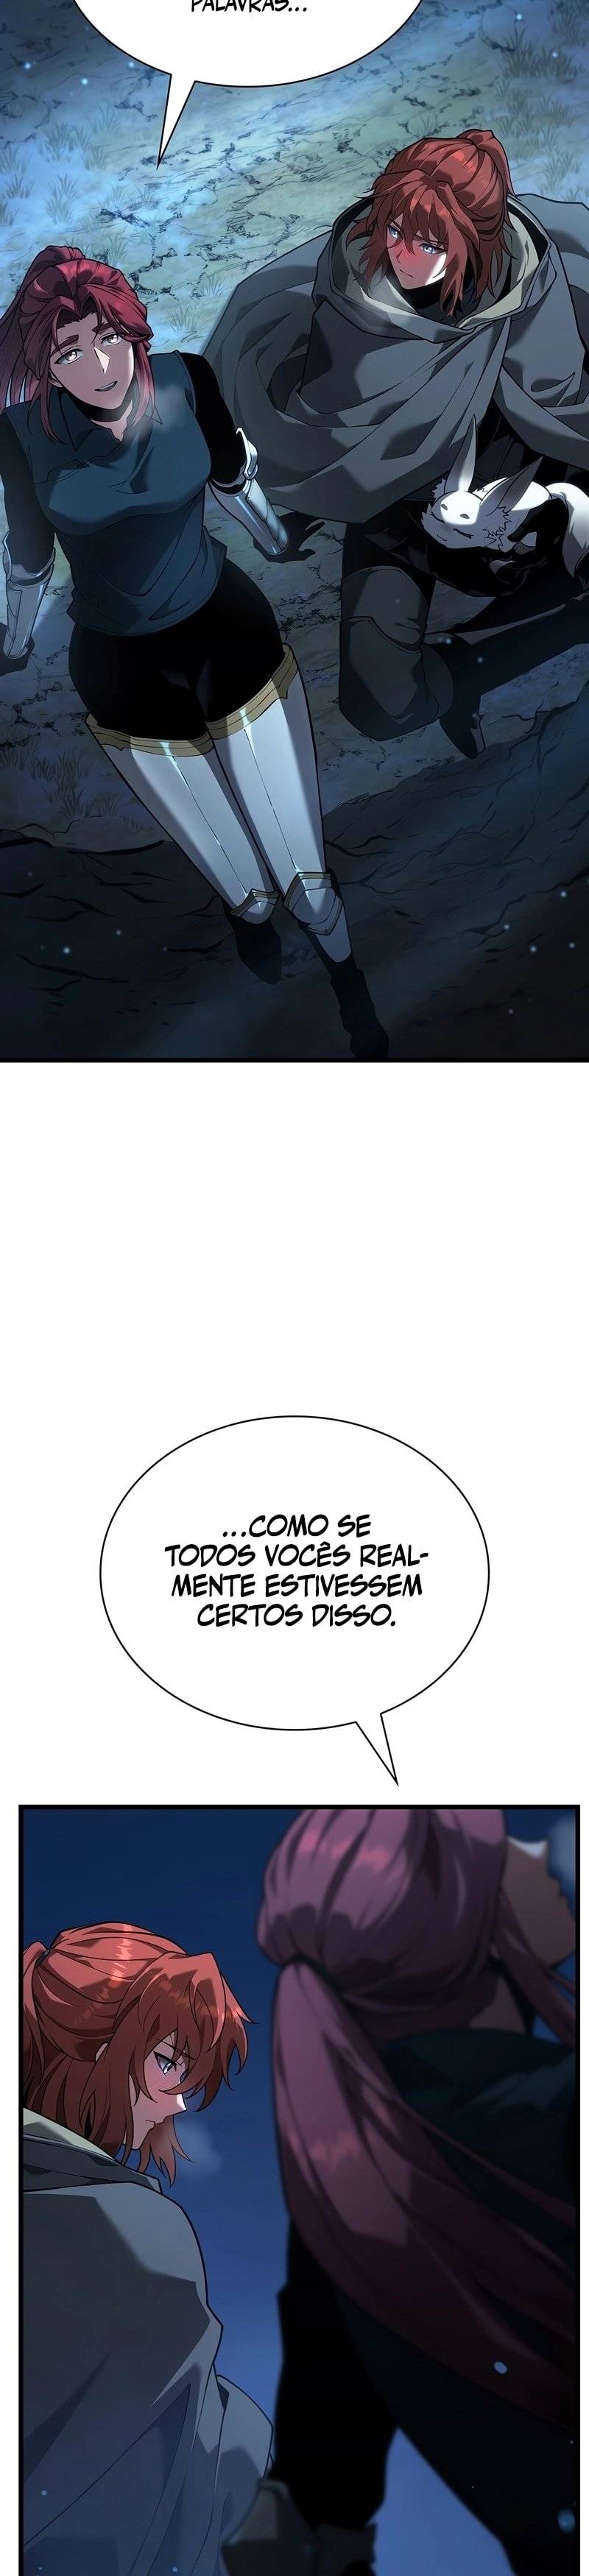 PALAVRAS...
...COMO SE
TODOS VOCÊS REAL-
MENTE ESTIVESSEM
CERTOS DISSO.